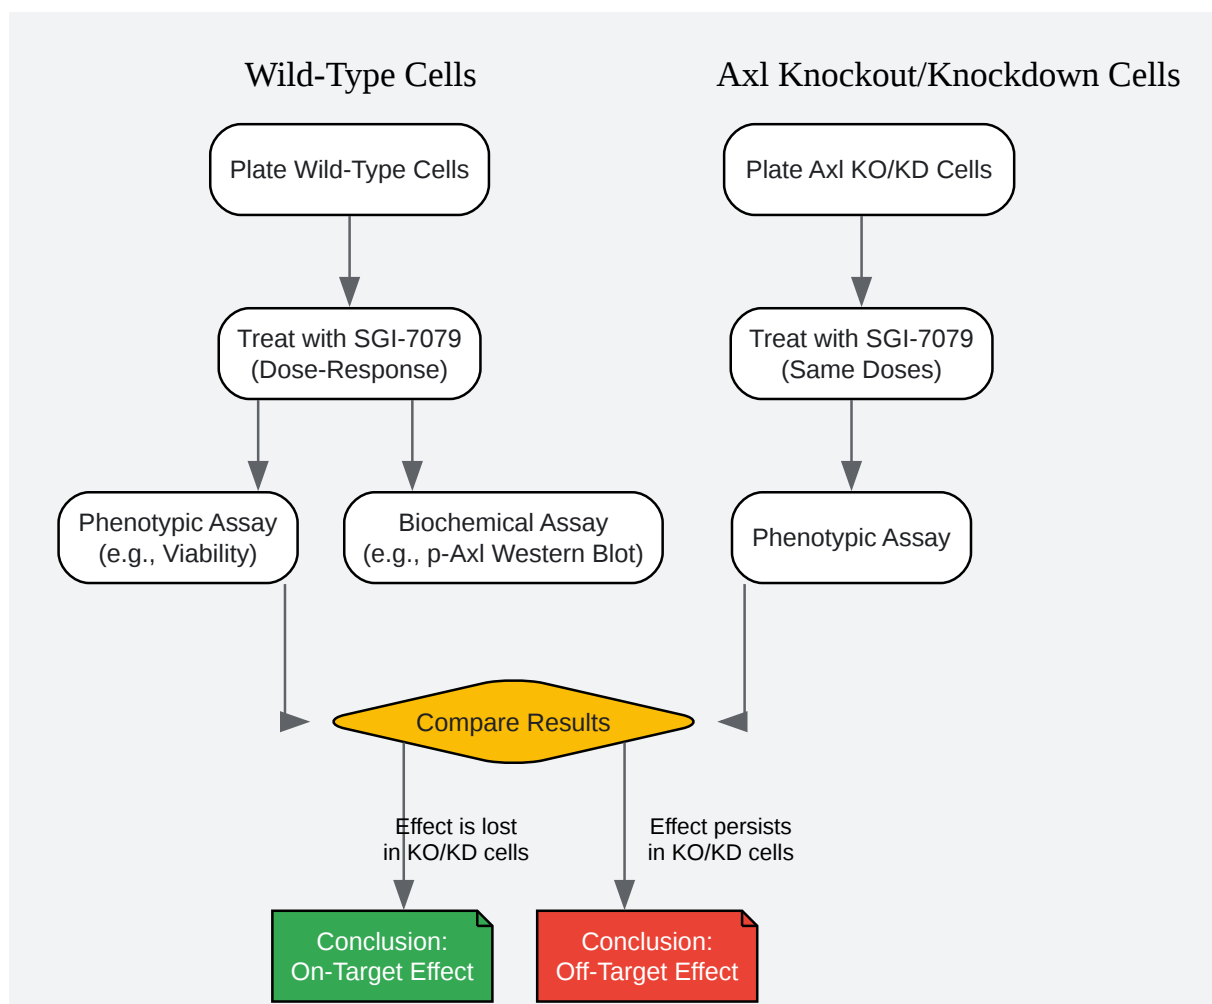 Wild-Type Cells
Axl Knockout/Knockdown Cells
Plate Wild-Type Cells
Plate Axl KO/KD Cells
Treat with SGI-7079
(Dose-Response)
Treat with SGI-7079
(Same Doses)
Phenotypic Assay
(e.g., Viability)
Biochemical Assay
(e.g., p-Axl Western Blot)
Phenotypic Assay
Compare Results
Effect is lost
in KO/KD cells
Effect persists
in KO/KD cells
Conclusion:
On-Target Effect
Conclusion:
Off-Target Effect